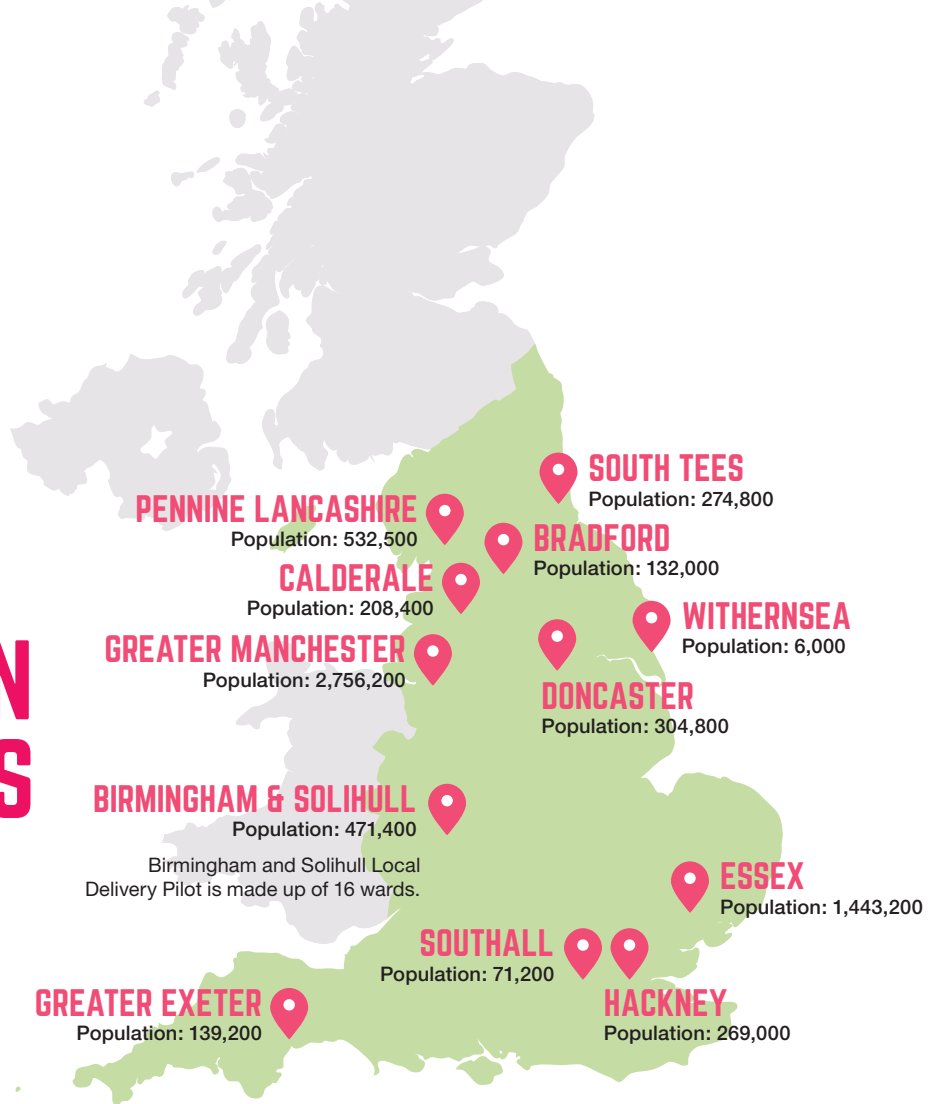 SOUTH TEES
Population: 274,800
PENNINE LANCASHIRE
Population: 532,500
BRADFORD
Population: 132,000
CALDERALE
Population: 208,400
WITHERNSEA
Population: 6,000
GREATER MANCHESTER
Population: 2,756,200
DONCASTER
Population: 304,800
N
S
BIRMINGHAM & SOLIHULL
Population: 471,400
Birmingham and Solihull Local
Delivery Pilot is made up of 16 wards.
ESSEX
Population: 1,443,200
SOUTHALL
Population: 71,200
HACKNEY
Population: 269,000
GREATER EXETER
Population: 139,200